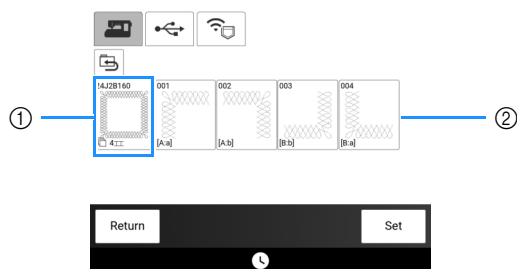 !4J2B160 001 002 003 004
① ②
4 [A:a] [A:b] [B:b] [B:a]
Return Set